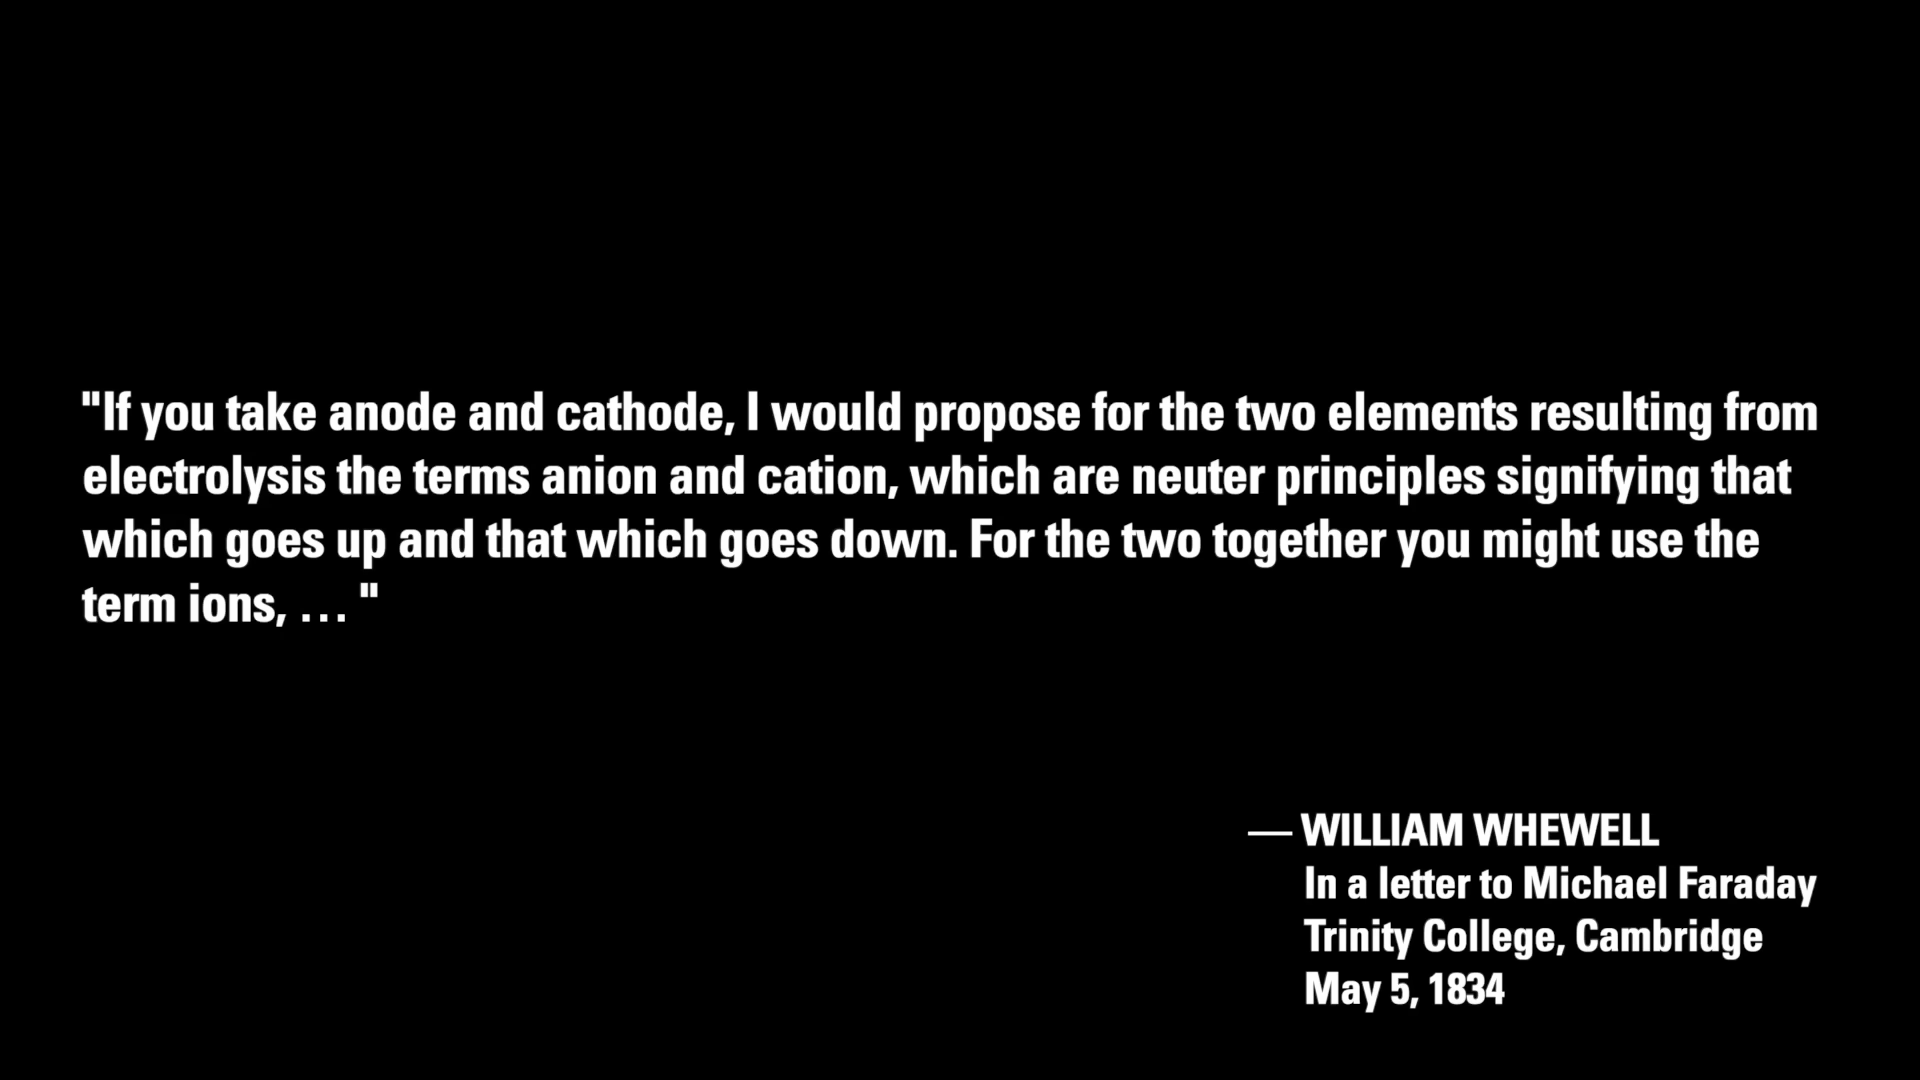 "If you take anode and cathode, I would propose for the two elements resulting from
electrolysis the terms anion and cation, which are neuter principles signifying that
which goes up and that which goes down. For the two together you might use the
term ions, … "
— WILLIAM WHEWELL
In a letter to Michael Faraday
Trinity College, Cambridge
May 5, 1834